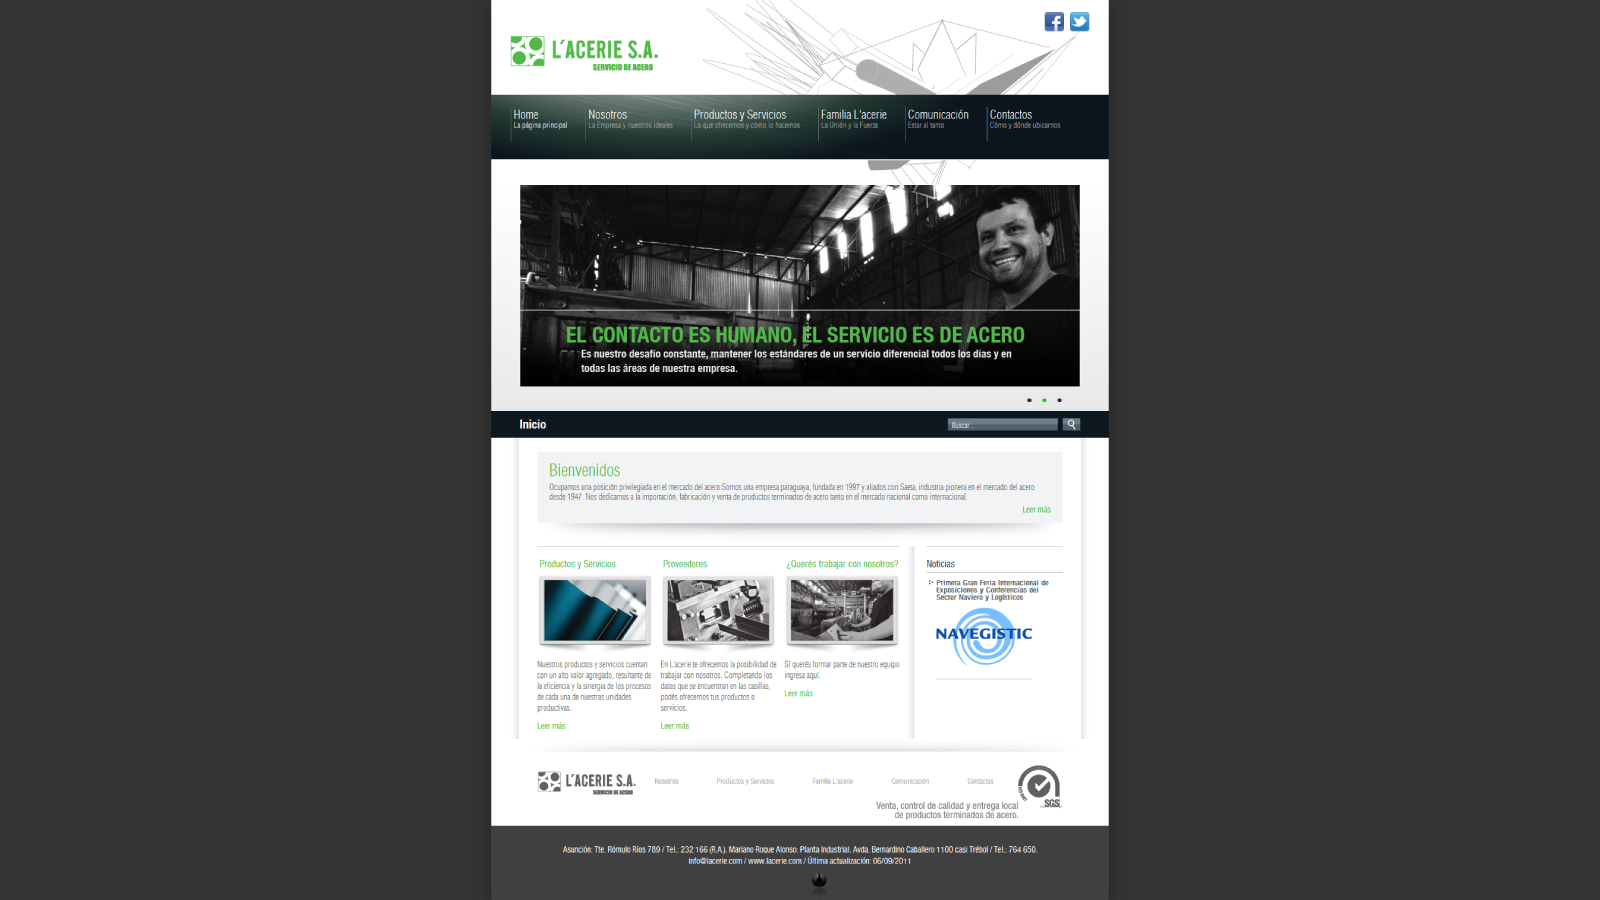 L´ACERIE S.A.
SERVICIO DE ACERO
Home
La página principal
Nosotros
La Empresa y nuestros ideales
Productos y Servicios
Lo que ofrecemos y cómo lo hacemos
Familia L'acerie
La Unión y la Fuerza
Comunicación
Estar al tanto
Contactos
Cómo y dónde ubicarnos
EL CONTACTO ES HUMANO, EL SERVICIO ES DE ACERO
Es nuestro desafío constante, mantener los estándares de un servicio diferencial todos los días y en
todas las áreas de nuestra empresa.
Inicio
Buscar...
Bienvenidos
Ocupamos una posición privilegiada en el mercado del acero.Somos una empresa paraguaya, fundada en 1997 y aliados con Saeta, industria pionera en el mercado del acero
desde 1947. Nos dedicamos a la importación, fabricación y venta de productos terminados de acero tanto en el mercado nacional como internacional.
Leer más
Productos y Servicios
Nuestros productos y servicios cuentan
con un alto valor agregado, resultante de
la eficiencia y la sinergia de los procesos
de cada una de nuestras unidades
productivas.
Leer más
Proveedores
En L'acerie te ofrecemos la posibilidad de
trabajar con nosotros. Completando los
datos que se encuentran en las casillas,
podés ofrecernos tus productos o
servicios.
Leer más
¿Querés trabajar con nosotros?
Sí querés formar parte de nuestro equipo
ingresa aquí.
Leer más
Noticias
Primera Gran Feria Internacional de
Exposiciones y Conferencias del
Sector Naviero y Logísticos
NAVEGISTIC
L´ACERIE S.A.
SERVICIO DE ACERO
Nosotros
Productos y Servicios
Familia L'acerie
Comunicación
Contactos
SGS
Venta, control de calidad y entrega local
de productos terminados de acero.
Asunción: Tte. Rómulo Ríos 789 / Tel.: 232 166 (R.A.). Mariano Roque Alonso: Planta Industrial. Avda. Bernardino Caballero 1100 casi Trébol / Tel.: 764 650.
info@lacerie.com / www.lacerie.com / Última actualización: 06/09/2011